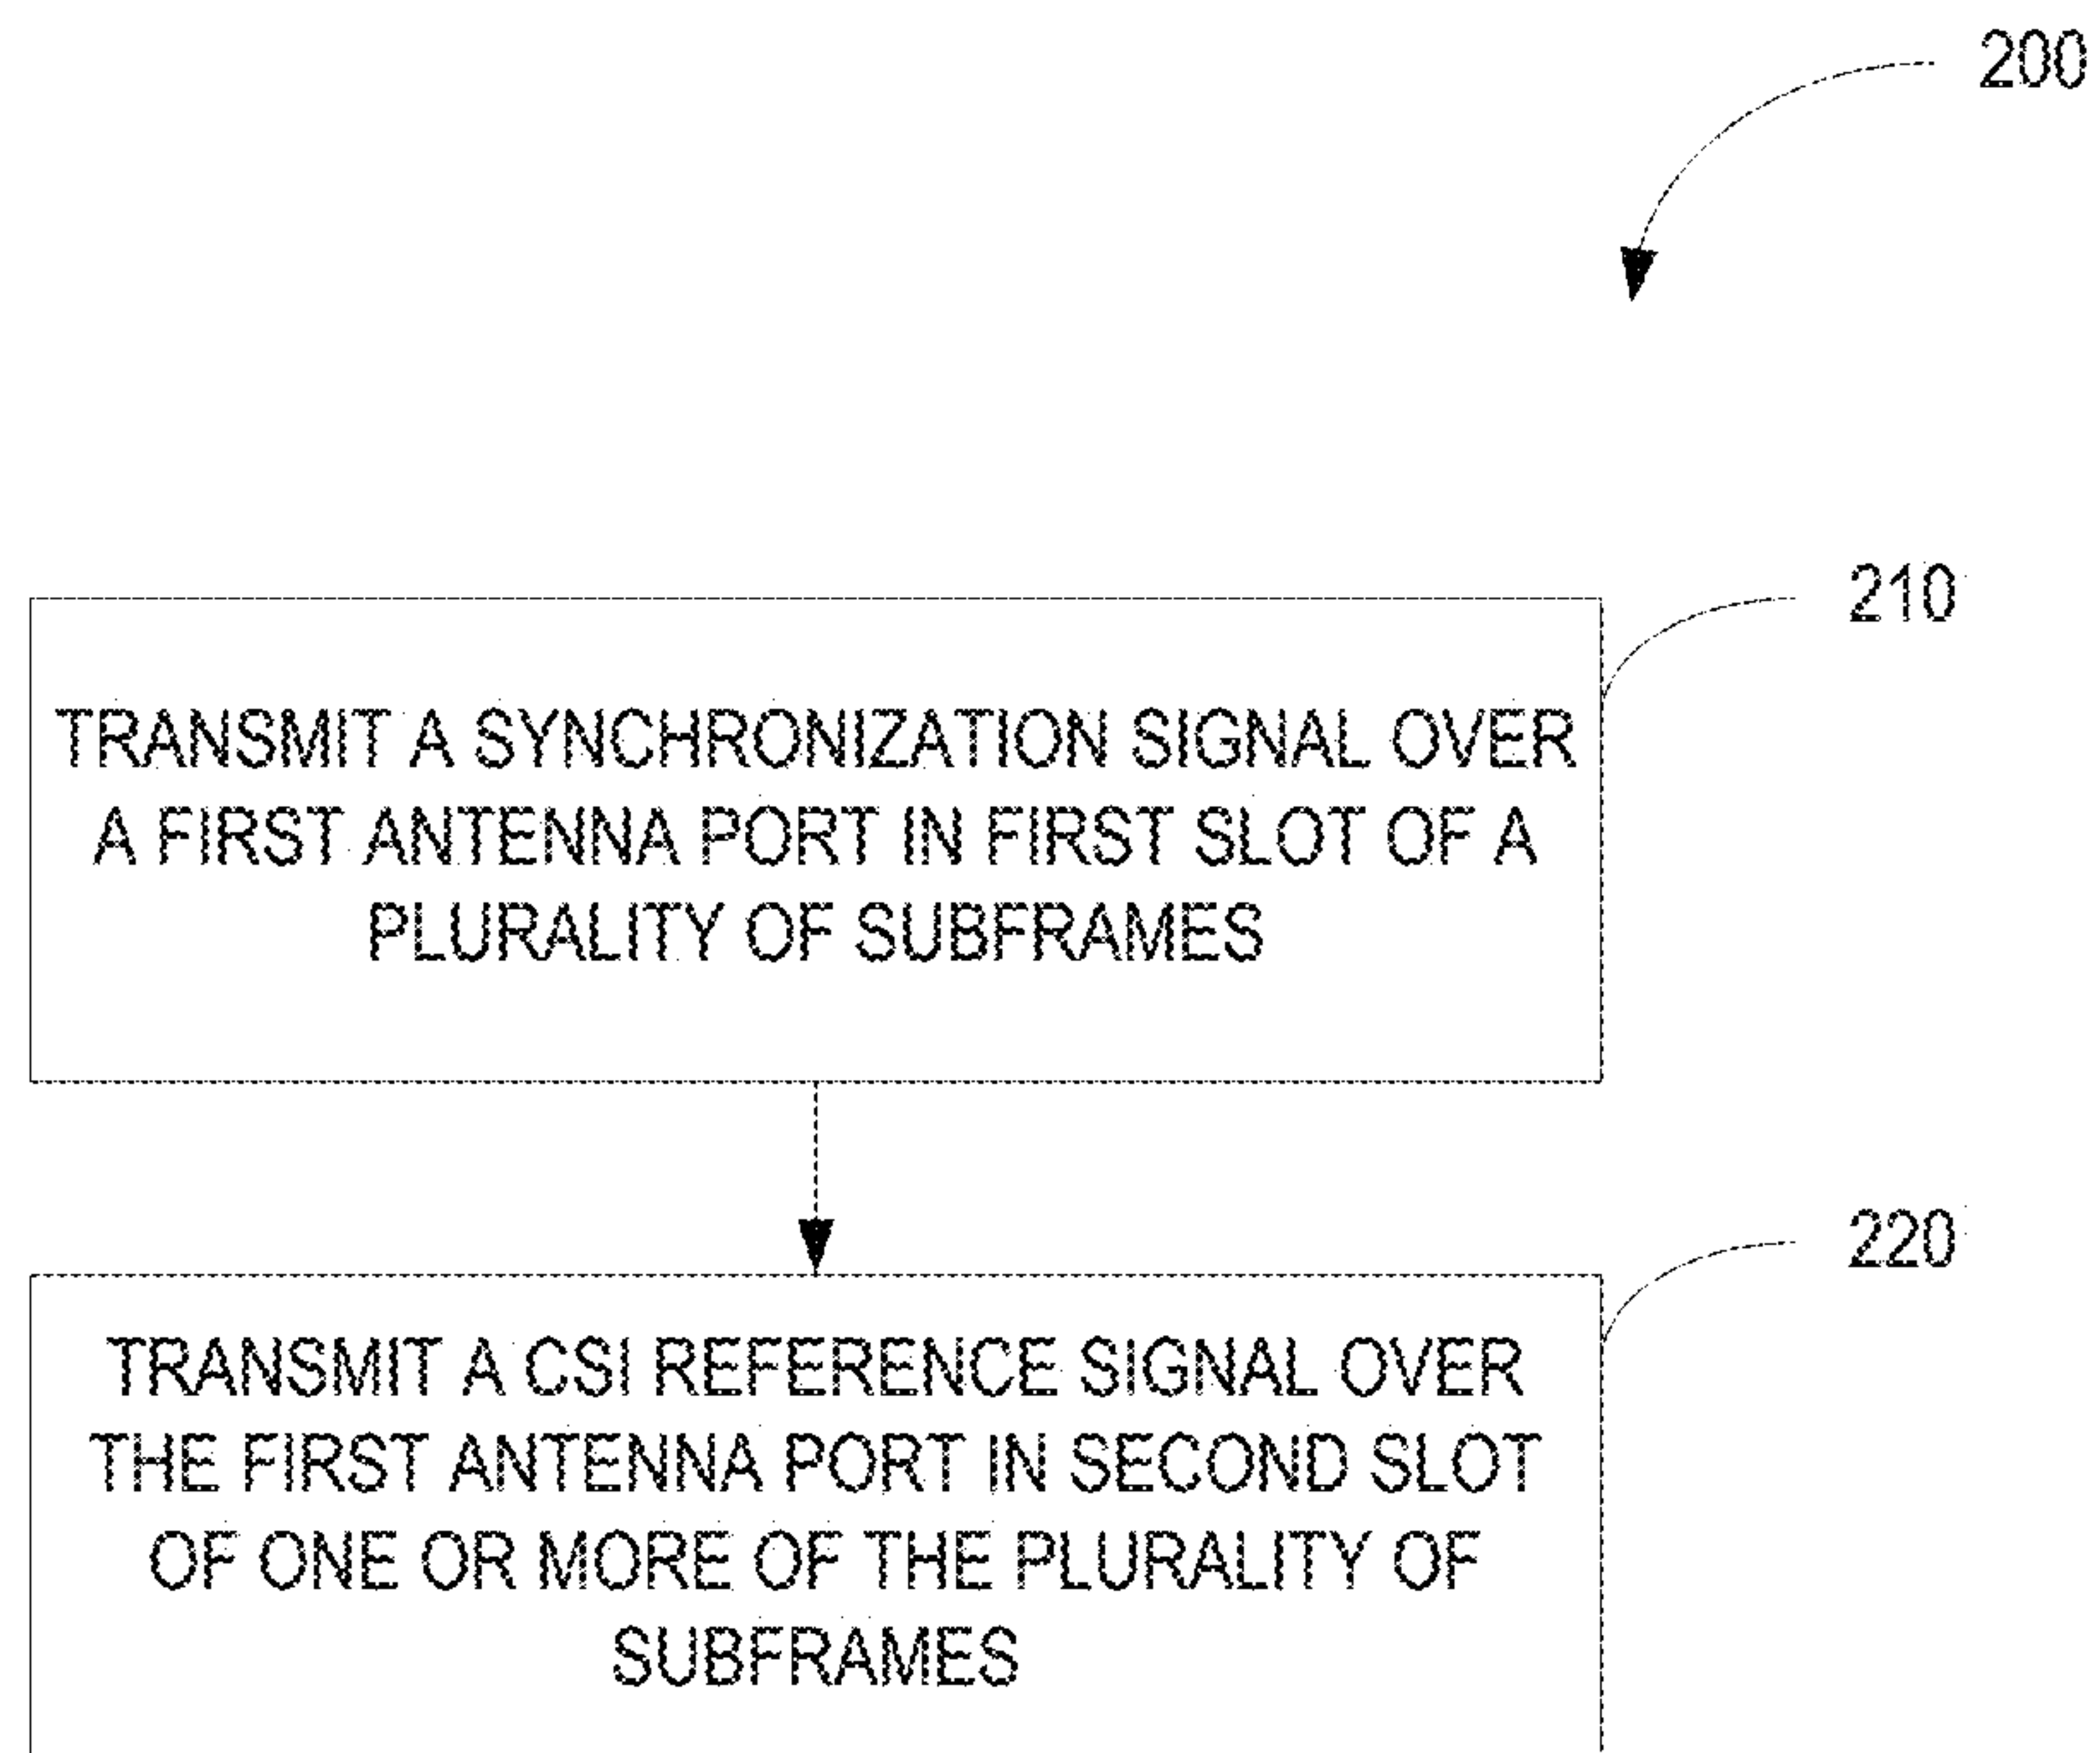 200
210
TRANSMIT A SYNCHRONIZATION SIGNAL OVER
A FIRST ANTENNA PORT IN FIRST SLOT OF A
PLURALITY OF SUBFRAMES
220
TRANSMIT A CSI REFERENCE SIGNAL OVER
THE FIRST ANTENNA PORT IN SECOND SLOT
OF ONE OR MORE OF THE PLURALITY OF
SUBFRAMES